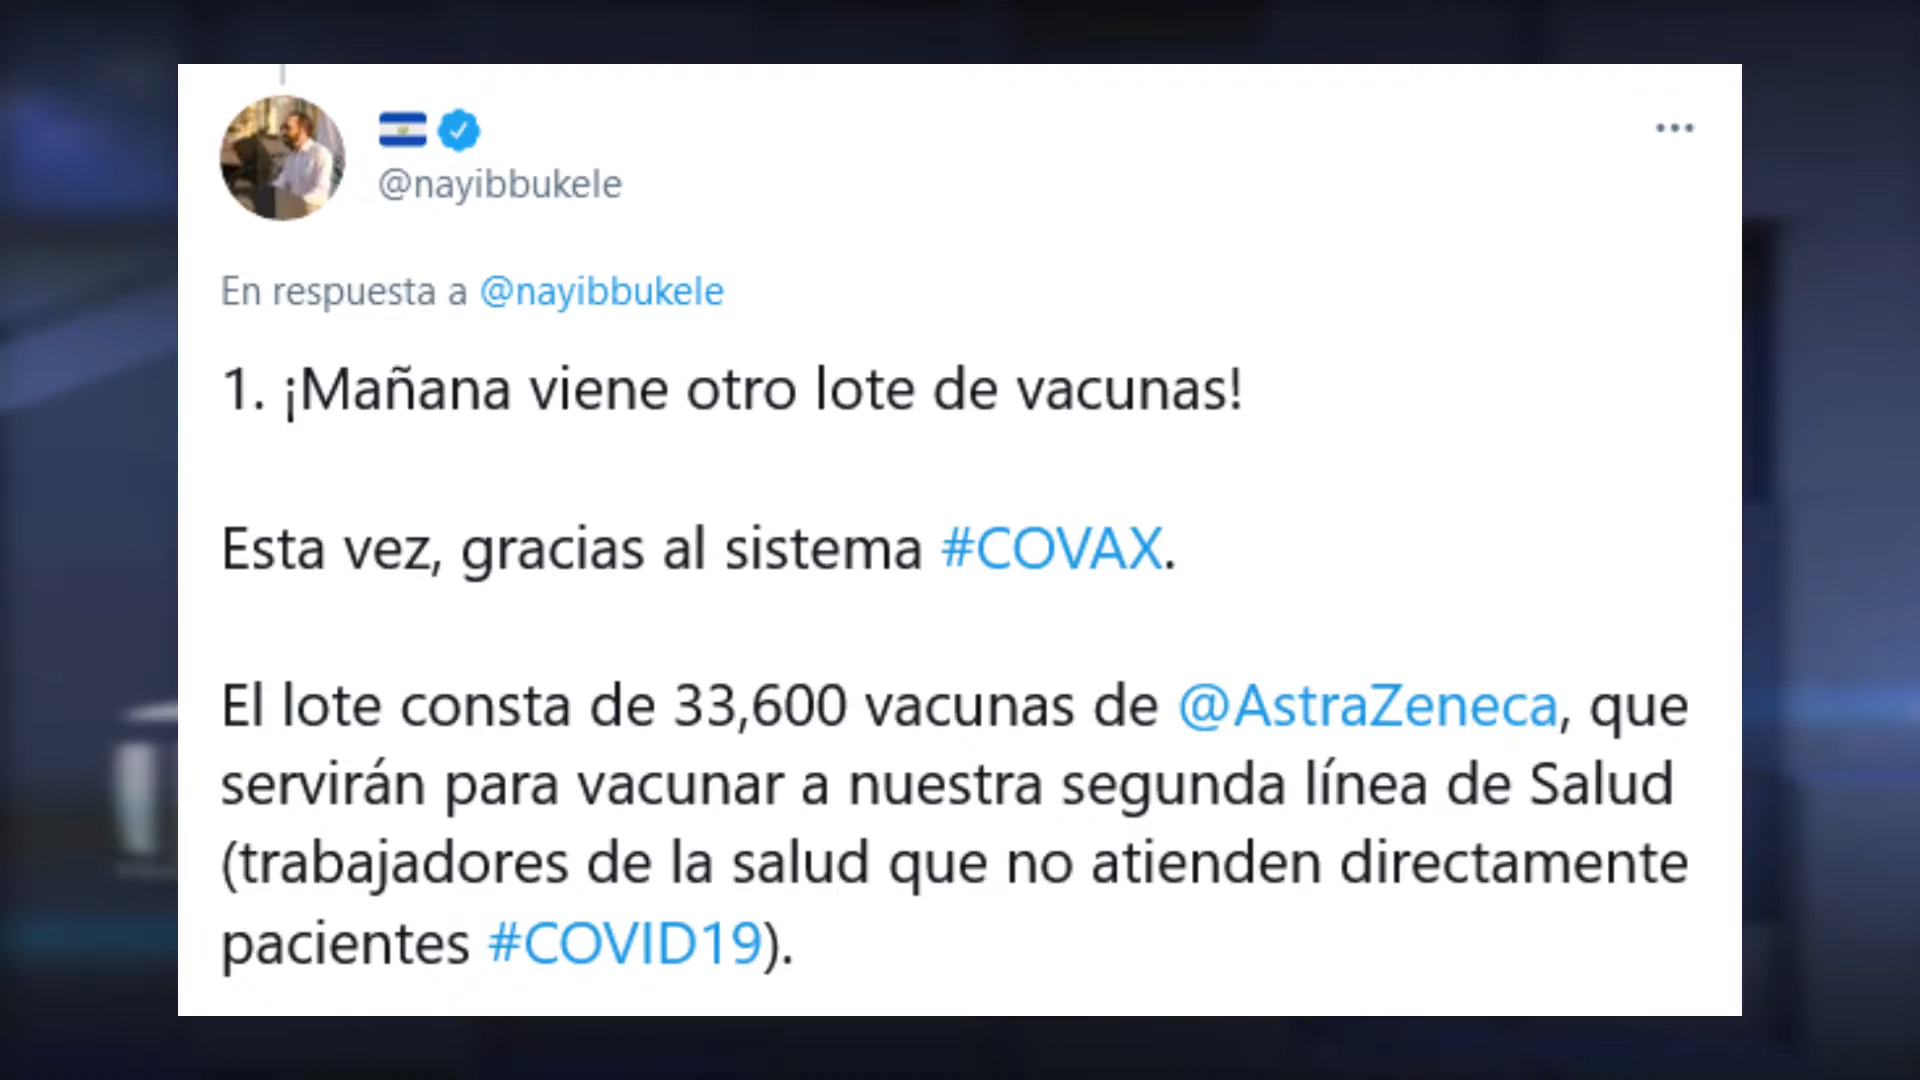 @nayibbukele
En respuesta a @nayibbukele
1. ¡Mañana viene otro lote de vacunas!
Esta vez, gracias al sistema #COVAX.
El lote consta de 33,600 vacunas de @AstraZeneca, que
servirán para vacunar a nuestra segunda línea de Salud
(trabajadores de la salud que no atienden directamente
pacientes #COVID19).